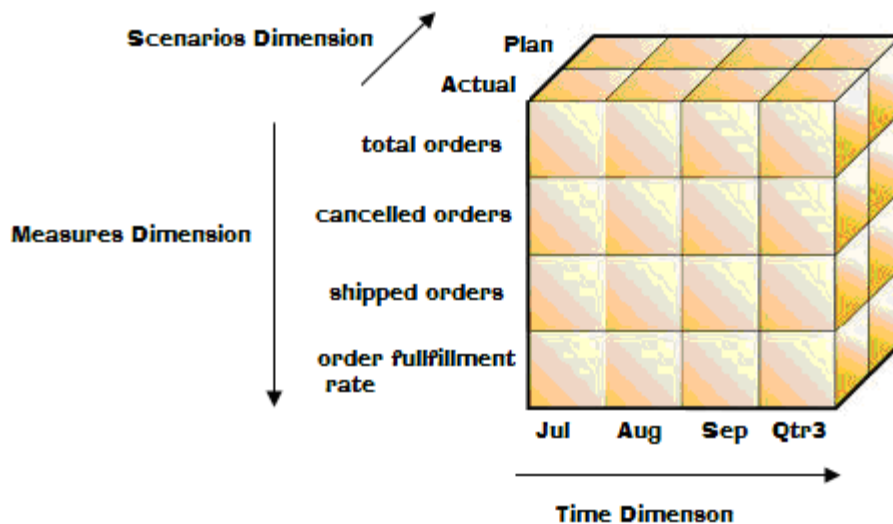 Scenarios Dimension
Plan
Actual
total orders
cancelled orders
Measures Dimension
shipped orders
order fullfillment
rate
Jul Aug Sep Qtr3
Time Dimenson